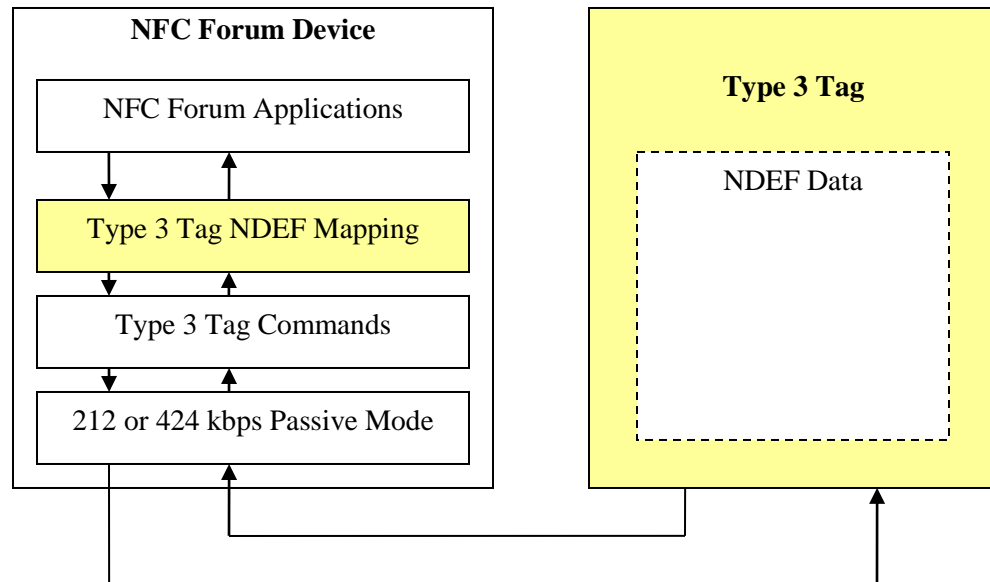 NFC Forum Device
NFC Forum Applications
Type 3 Tag NDEF Mapping
Type 3 Tag Commands
212 or 424 kbps Passive Mode
Type 3 Tag
NDEF Data